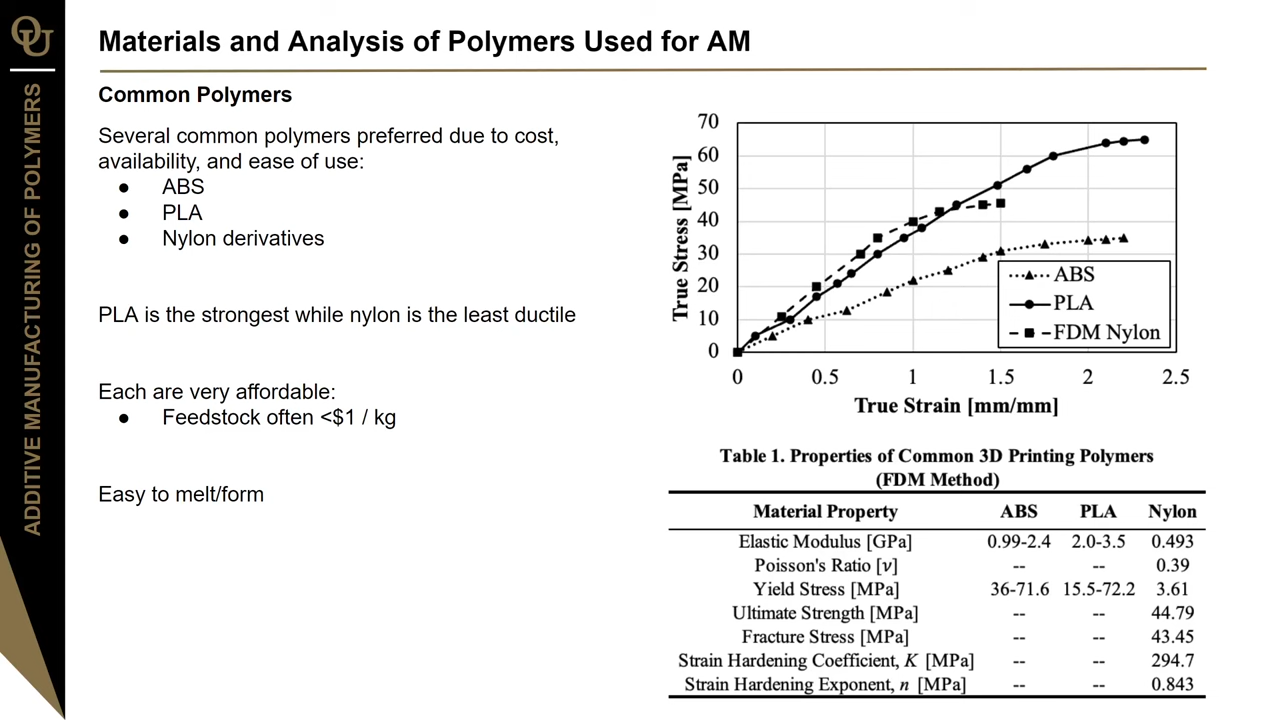 OU
ADDITIVE MANUFACTURING OF POLYMERS
Materials and Analysis of Polymers Used for AM
Common Polymers
Several common polymers preferred due to cost,
availability, and ease of use:
● ABS
● PLA
● Nylon derivatives
PLA is the strongest while nylon is the least ductile
Each are very affordable:
● Feedstock often <$1 / kg
Easy to melt/form
True Stress [MPa]
70
60
50
40
30
20
10
0
ABS
PLA
FDM Nylon
0 0.5 1 1.5 2 2.5
True Strain [mm/mm]
Table 1. Properties of Common 3D Printing Polymers
(FDM Method)
Material Property ABS PLA Nylon
Elastic Modulus [GPa] 0.99-2.4 2.0-3.5 0.493
Poisson's Ratio [ν] -- -- 0.39
Yield Stress [MPa] 36-71.6 15.5-72.2 3.61
Ultimate Strength [MPa] -- -- 44.79
Fracture Stress [MPa] -- -- 43.45
Strain Hardening Coefficient, K [MPa] -- -- 294.7
Strain Hardening Exponent, n [MPa] -- -- 0.843